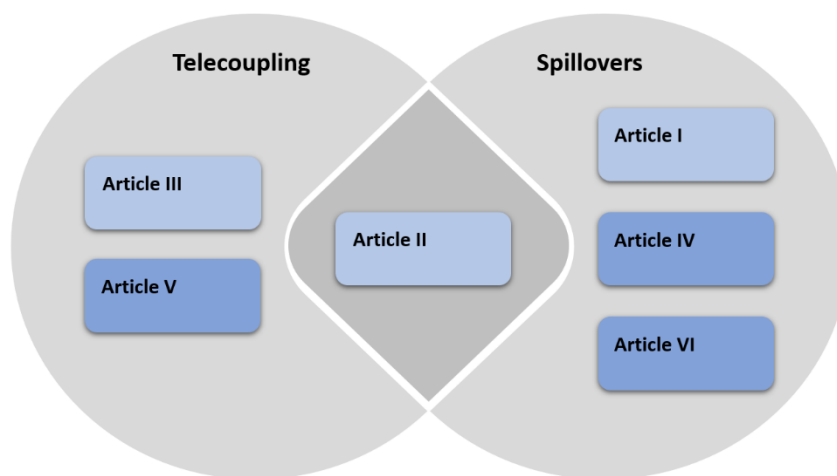 Telecoupling
Spillovers
Article I
Article III
Article II
Article IV
Article V
Article VI